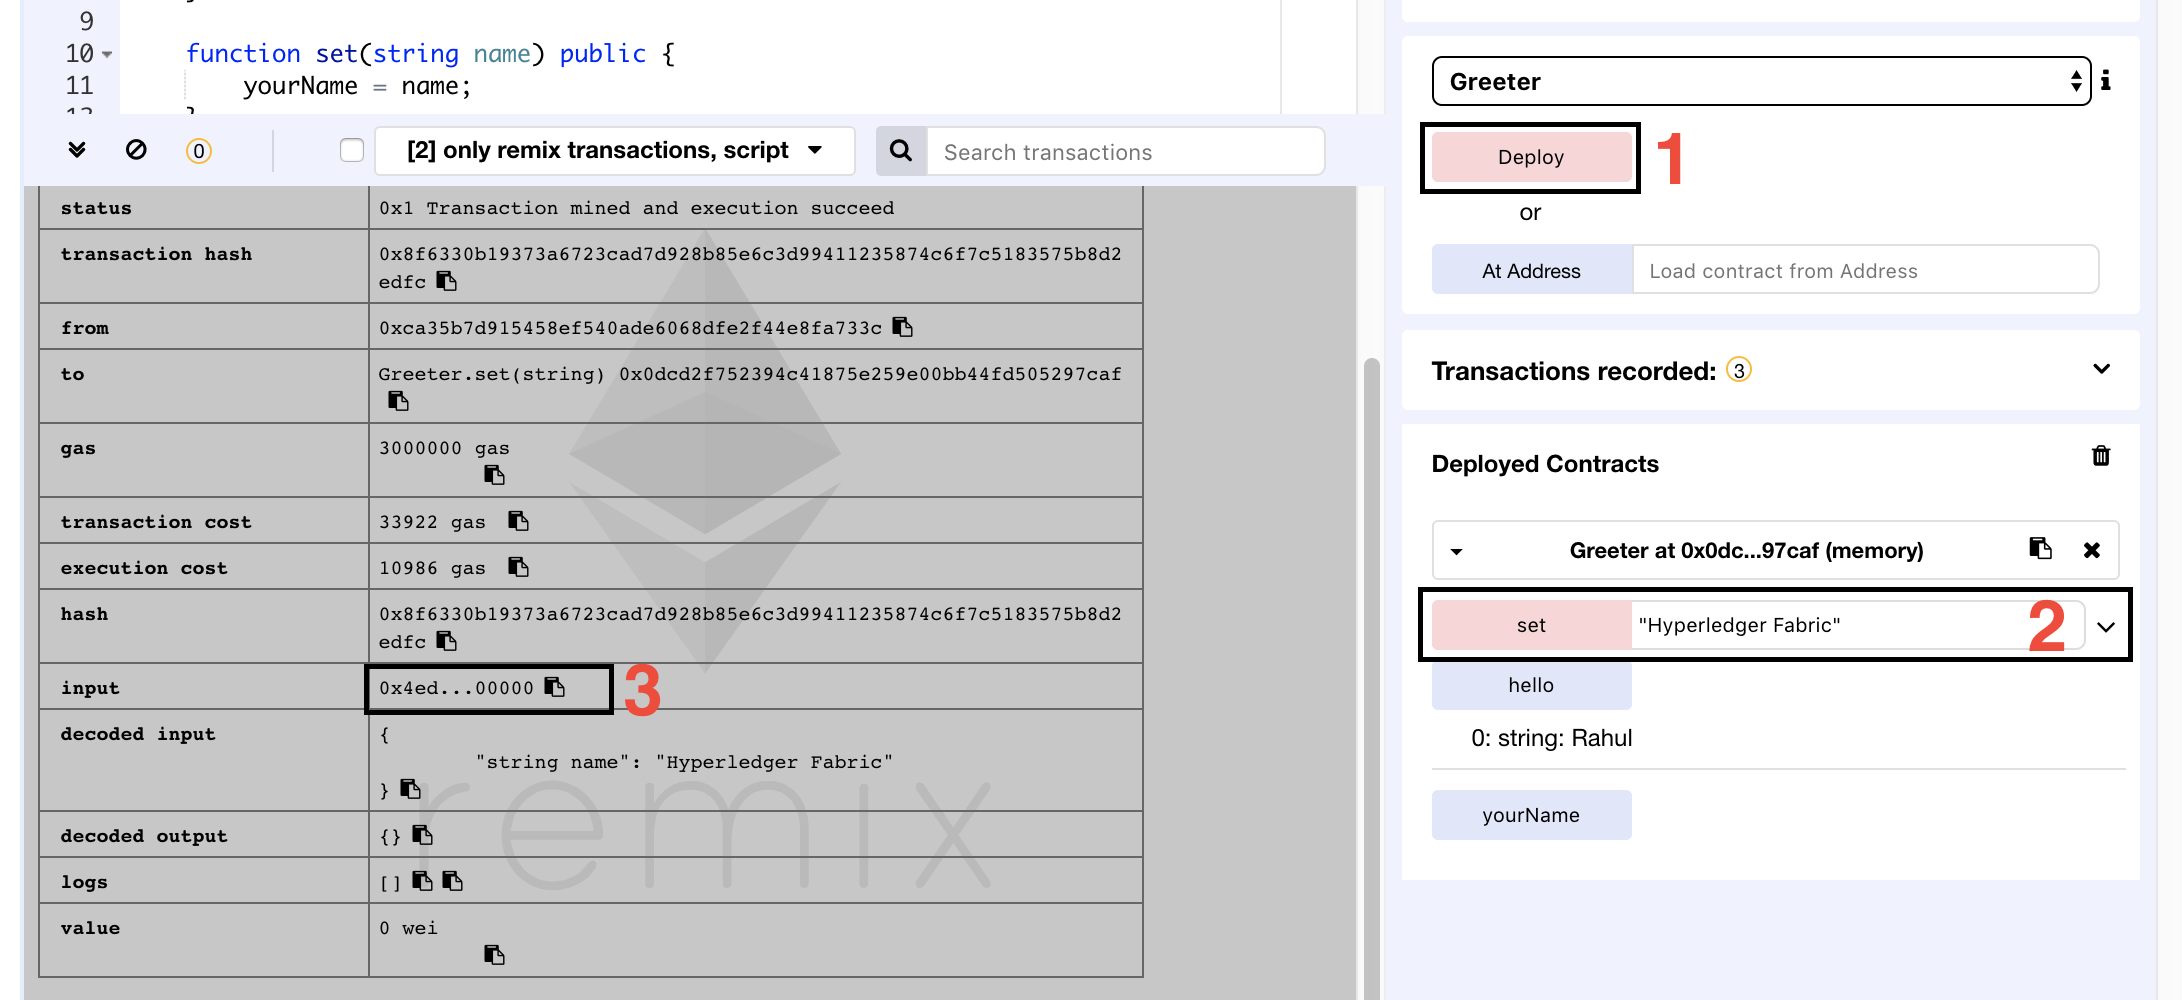 9
10 function set(string name) public {
11 yourName = name;
0
[2] only remix transactions, script
Search transactions
status 0x1 Transaction mined and execution succeed
transaction hash 0x8f6330b19373a6723cad7d928b85e6c3d99411235874c6f7c5183575b8d2
edfc
from 0xca35b7d915458ef540ade6068dfe2f44e8fa733c
to Greeter.set(string) 0x0dcd2f752394c41875e259e00bb44fd505297caf
gas 3000000 gas
transaction cost 33922 gas
execution cost 10986 gas
hash 0x8f6330b19373a6723cad7d928b85e6c3d99411235874c6f7c5183575b8d2
edfc
input 0x4ed...00000 3
decoded input {
"string name": "Hyperledger Fabric"
}
decoded output {}
logs []
value 0 wei
remix
Greeter
Deploy 1
or
At Address Load contract from Address
Transactions recorded: 3
Deployed Contracts
Greeter at 0x0dc...97caf (memory)
set "Hyperledger Fabric" 2
hello
0: string: Rahul
yourName